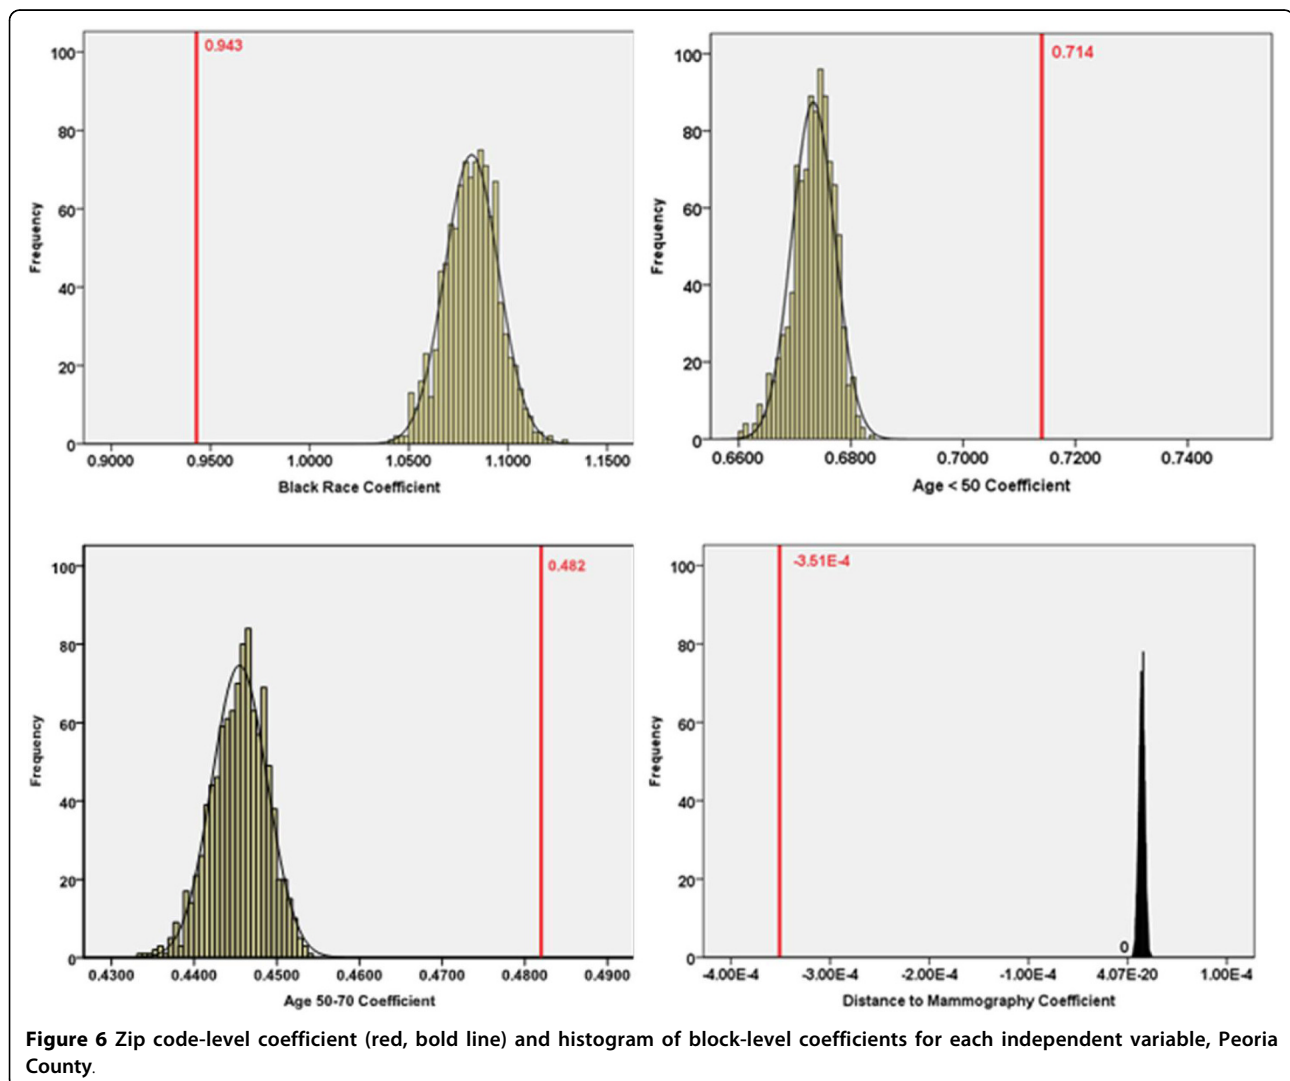 0.943
100
80
60
40
20
0
Frequency
0.9000 0.9500 1.0000 1.0500 1.1000 1.1500
Black Race Coefficient
0.714
100
80
60
40
20
0
Frequency
0.6600 0.6800 0.7000 0.7200 0.7400
Age < 50 Coefficient
0.482
100
80
60
40
20
0
Frequency
0.4300 0.4400 0.4500 0.4600 0.4700 0.4800 0.4900
Age 50-70 Coefficient
-3.51E-4
100
80
60
40
20
0
Frequency
0
-4.00E-4 -3.00E-4 -2.00E-4 -1.00E-4 4.07E-20 1.00E-4
Distance to Mammography Coefficient
Figure 6 Zip code-level coefficient (red, bold line) and histogram of block-level coefficients for each independent variable, Peoria
County.